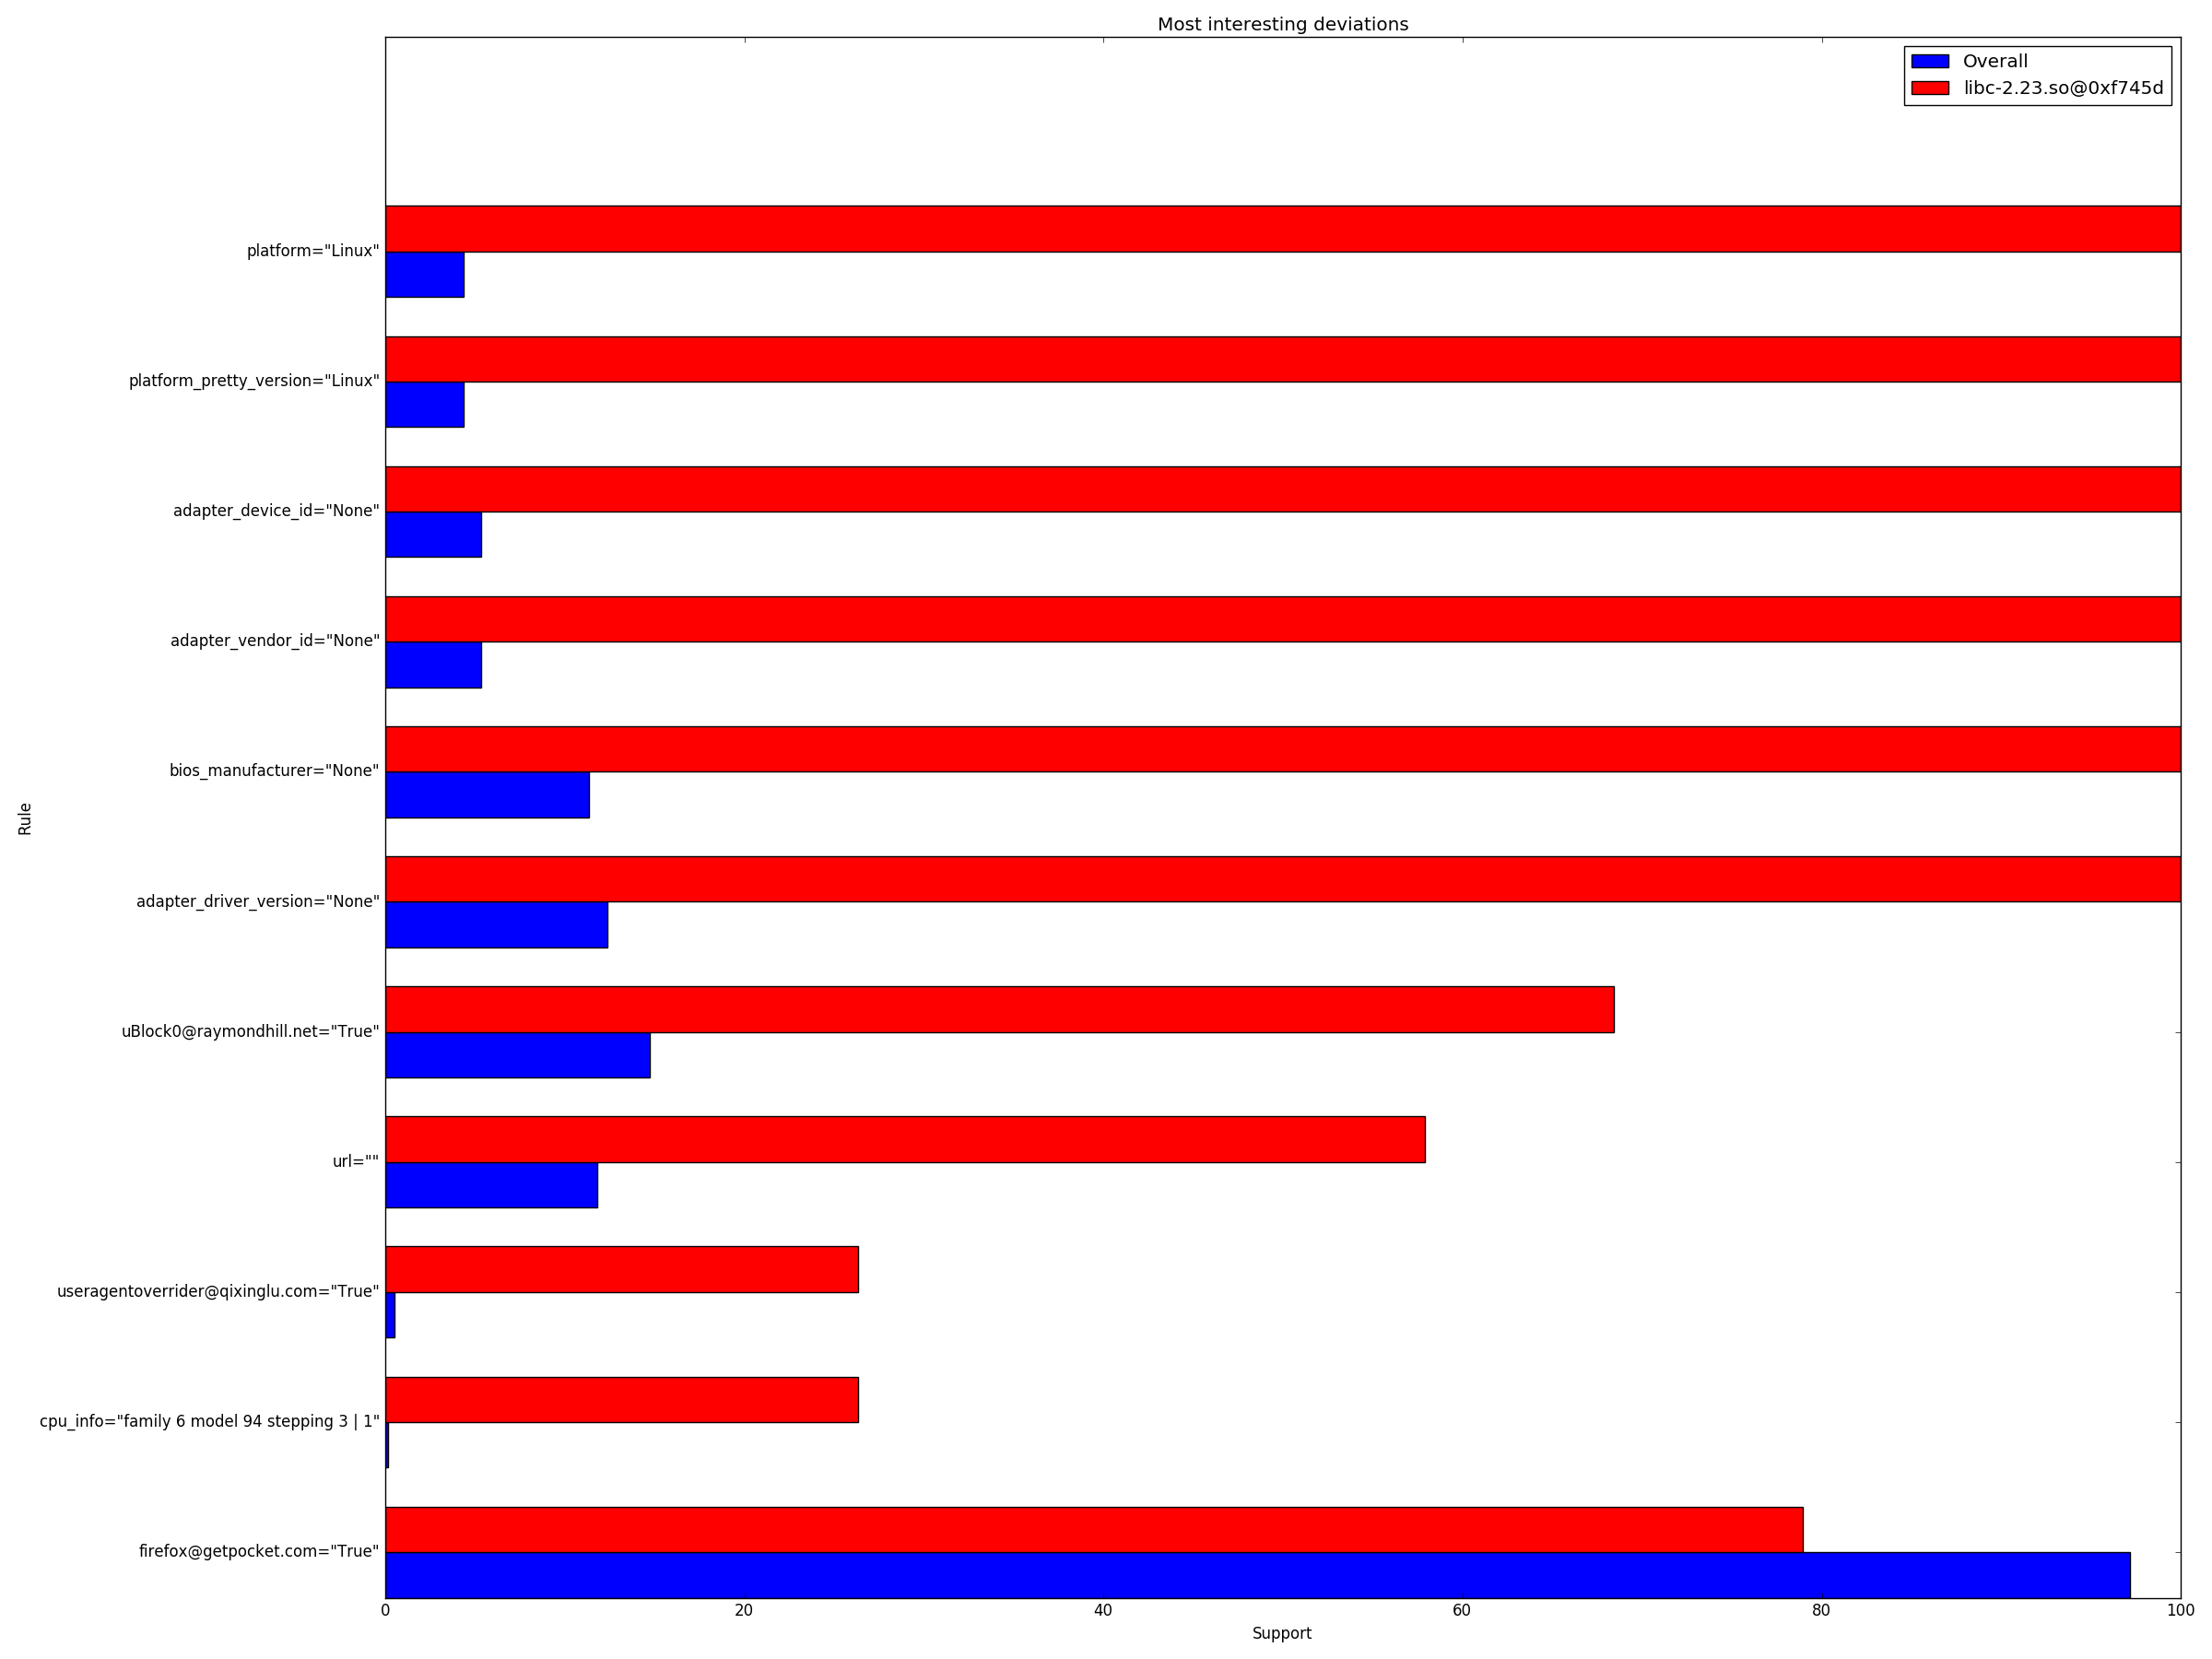 Most interesting deviations
Overall
libc-2.23.so@0xf745d
platform="Linux"
platform_pretty_version="Linux"
adapter_device_id="None"
adapter_vendor_id="None"
bios_manufacturer="None"
adapter_driver_version="None"
uBlock0@raymondhill.net="True"
url=""
useragentoverrider@qixinglu.com="True"
cpu_info="family 6 model 94 stepping 3 | 1"
firefox@getpocket.com="True"
Rule
0 20 40 60 80 100
Support